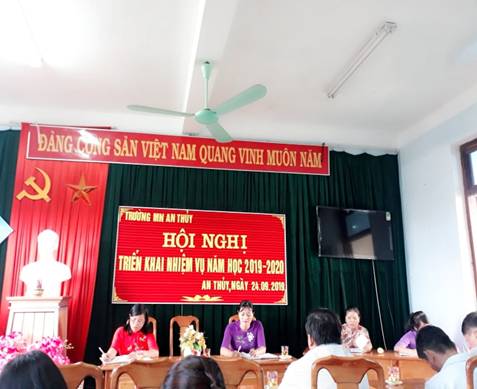 ĐẢNG CỘNG SẢN VIỆT NAM QUANG VINH MUÔN NĂM
TRƯỜNG MN AN THỦY
HỘI NGHỊ
TRIỂN KHAI NHIỆM VỤ NĂM HỌC 2019-2020
AN THỦY, NGÀY 24.09.2019